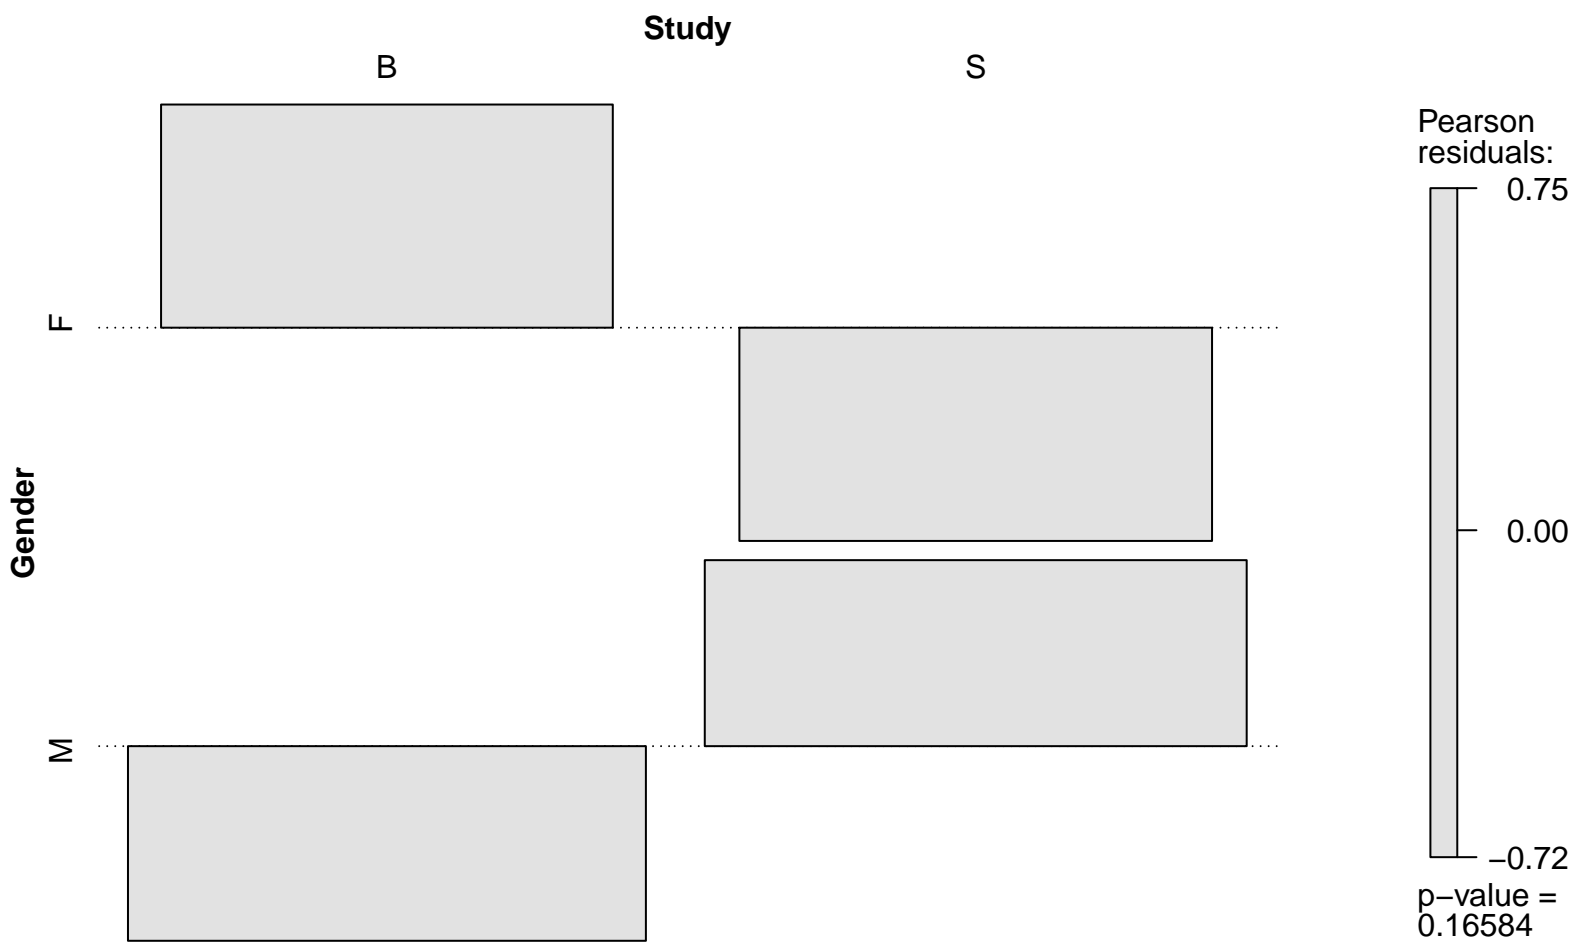 Study
B
S
F
M
Gender
Pearson
residuals:
0.75
0.00
−0.72
p−value =
0.16584